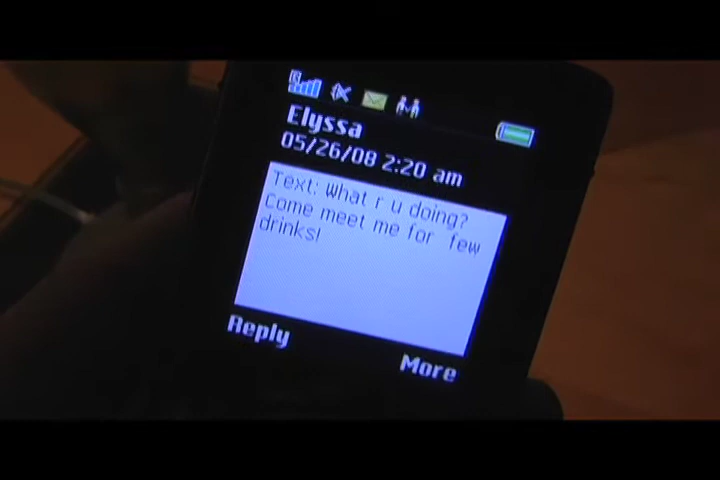 Elyssa
05/26/08 2:20 am
Text: What r u doing?
Come meet me for few
drinks!
Reply
More